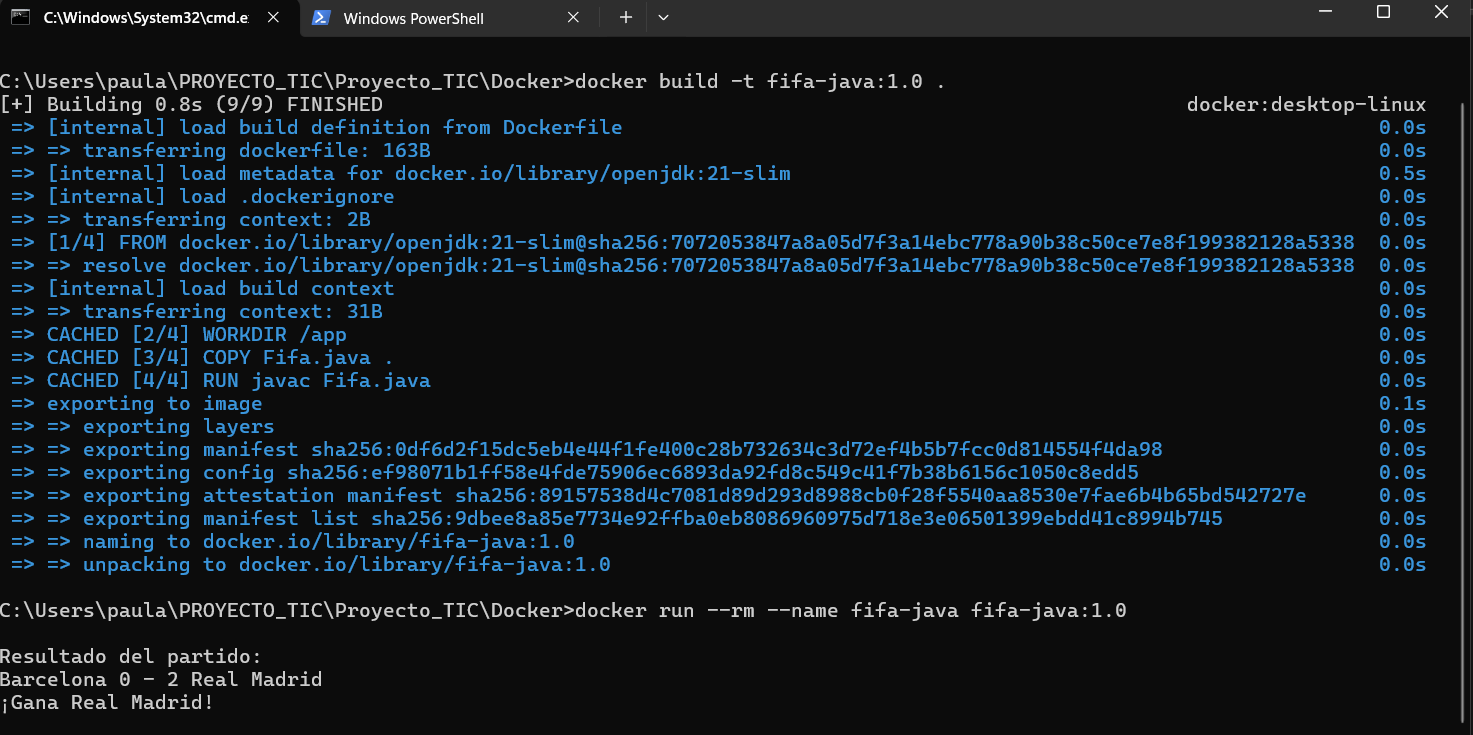 C:\Windows\System32\cmd.e
Windows PowerShell
C:\Users\paula\PROYECTO_TIC\Proyecto_TIC\Docker>docker build -t fifa-java:1.0 .
[+] Building 0.8s (9/9) FINISHED docker:desktop-linux
=> [internal] load build definition from Dockerfile 0.0s
=> => transferring dockerfile: 163B 0.0s
=> [internal] load metadata for docker.io/library/openjdk:21-slim 0.5s
=> [internal] load .dockerignore 0.0s
=> => transferring context: 2B 0.0s
=> [1/4] FROM docker.io/library/openjdk:21-slim@sha256:7072053847a8a05d7f3a14ebc778a90b38c50ce7e8f199382128a5338 0.0s
=> => resolve docker.io/library/openjdk:21-slim@sha256:7072053847a8a05d7f3a14ebc778a90b38c50ce7e8f199382128a5338 0.0s
=> [internal] load build context 0.0s
=> => transferring context: 31B 0.0s
=> CACHED [2/4] WORKDIR /app 0.0s
=> CACHED [3/4] COPY Fifa.java . 0.0s
=> CACHED [4/4] RUN javac Fifa.java 0.0s
=> exporting to image 0.1s
=> => exporting layers 0.0s
=> => exporting manifest sha256:0df6d2f15dc5eb4e44f1fe400c28b732634c3d72ef4b5b7fcc0d814554f4da98 0.0s
=> => exporting config sha256:ef98071b1ff58e4fde75906ec6893da92fd8c549c41f7b38b6156c1050c8edd5 0.0s
=> => exporting attestation manifest sha256:89157538d4c7081d89d293d8988cb0f28f5540aa8530e7fae6b4b65bd542727e 0.0s
=> => exporting manifest list sha256:9dbee8a85e7734e92ffba0eb8086960975d718e3e06501399ebdd41c8994b745 0.0s
=> => naming to docker.io/library/fifa-java:1.0 0.0s
=> => unpacking to docker.io/library/fifa-java:1.0 0.0s
C:\Users\paula\PROYECTO_TIC\Proyecto_TIC\Docker>docker run --rm --name fifa-java fifa-java:1.0
Resultado del partido:
Barcelona 0 - 2 Real Madrid
¡Gana Real Madrid!